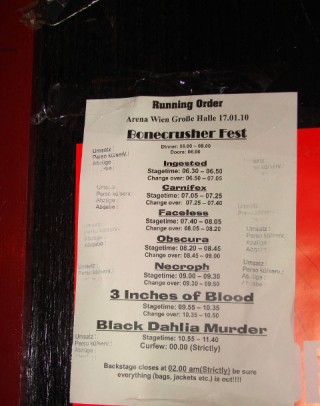 Running Order
Arena Wien Große Halle 17.01.10
Bonecrusher Fest
Dinner: 05.00 – 08.00
Doors: 06.00
Ingested
Stagetime: 06.30 – 06.50
Change over: 06.50 – 07.05
Carnifex
Stagetime: 07.05 – 07.25
Change over: 07.25 – 07.40
Faceless
Stagetime: 07.40 – 08.05
Change over: 08.05 – 08.20
Obscura
Stagetime: 08.20 – 08.45
Change over: 08.45 – 09.00
Necroph
Stagetime: 09.00 – 09.30
Change over: 09.30 – 09.55
3 Inches of Blood
Stagetime: 09.55 – 10.35
Change over: 10.35 – 10.50
Black Dahlia Murder
Stagetime: 10.55 – 11.40
Curfew: 00.00 (Strictly)
Backstage closes at 02.00 am(Strictly) be sure
everything (bags, jackets etc.) is out!!!!
Umsatz